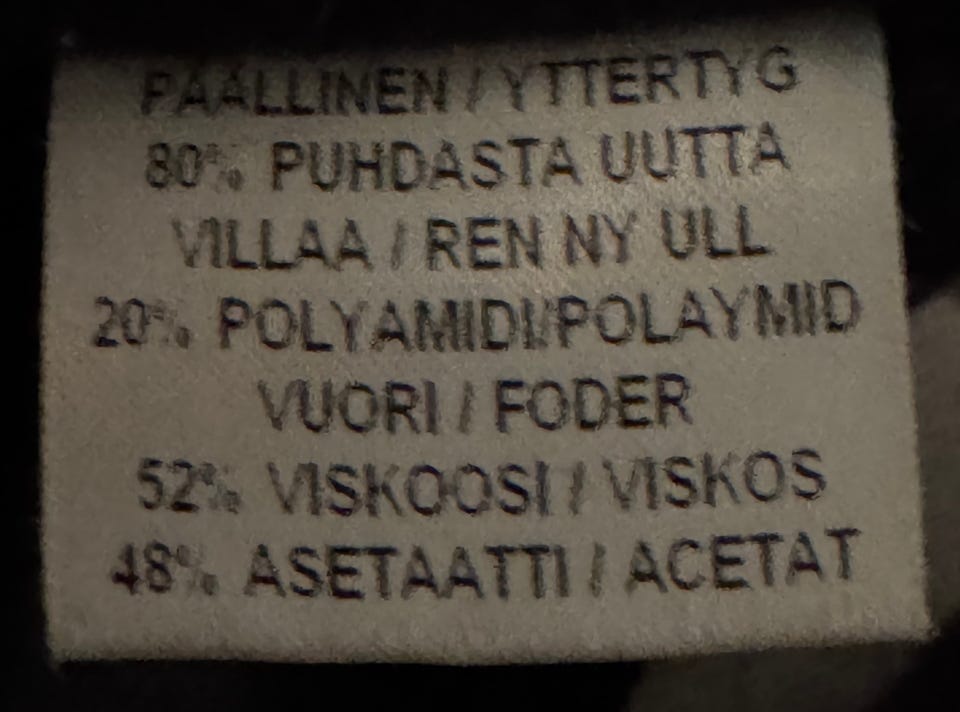 PÄÄLLINEN / YTTERTYG
80% PUHDASTA UUTTA
VILLAA / REN NY ULL
20% POLYAMIDI/POLAYMID
VUORI / FODER
52% VISKOOSI / VISKOS
48% ASETAATTI / ACETAT